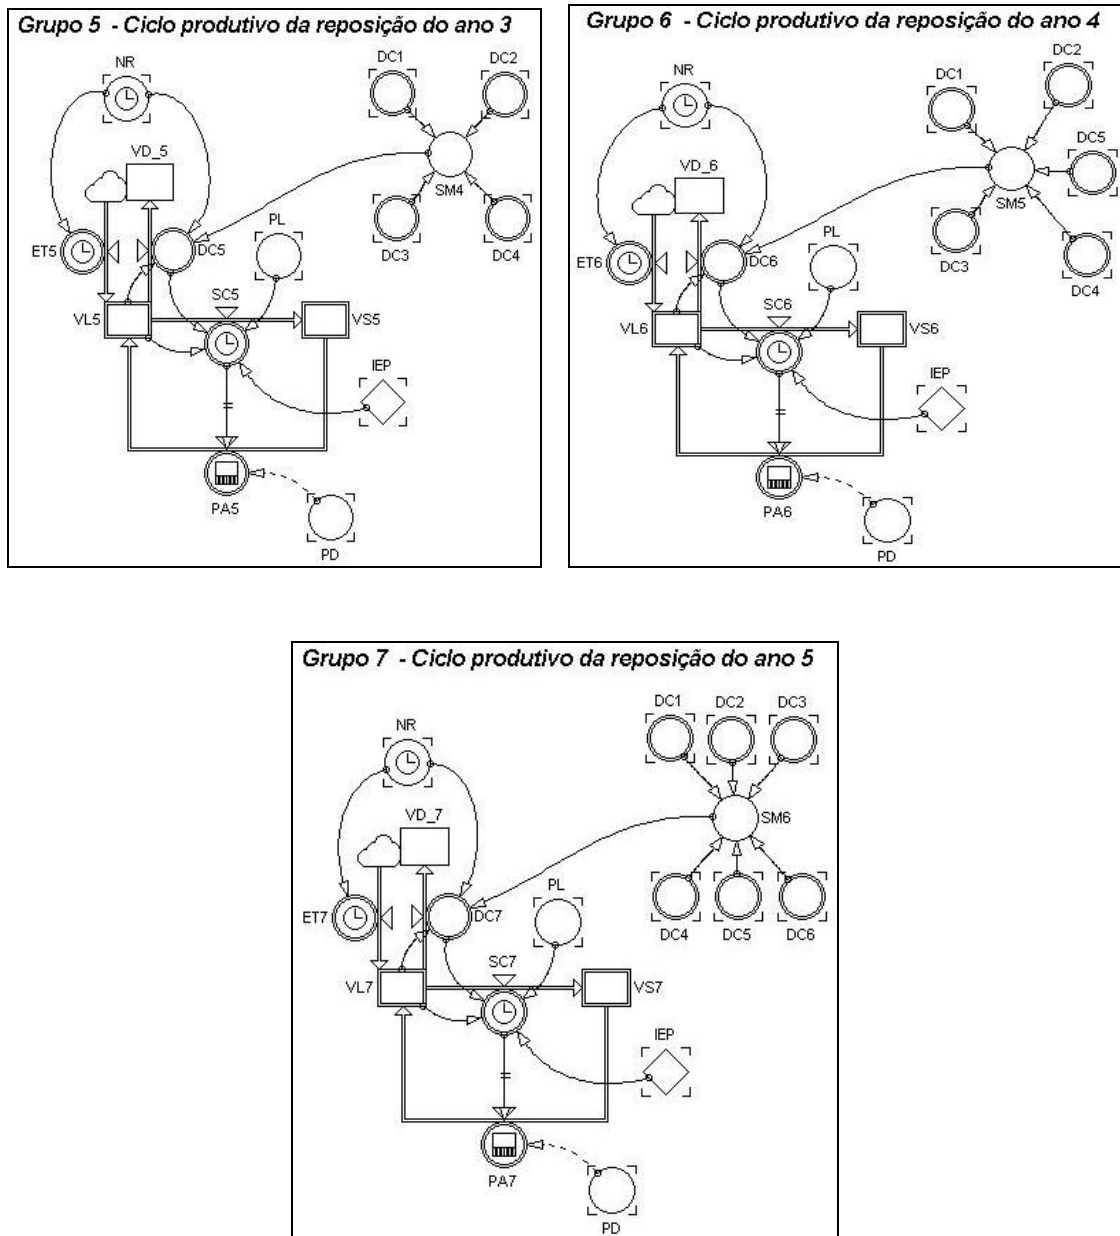 Grupo 5 - Ciclo produtivo da reposição do ano 3
NR
DC1
DC2
VD_5
SM4
PL
ET5
DC5
DC3
DC4
SC5
VL5
VS5
IEP
PA5
PD
Grupo 6 - Ciclo produtivo da reposição do ano 4
NR
DC1
DC2
VD_6
DC5
SM5
PL
ET6
DC6
DC3
DC4
SC6
VL6
VS6
IEP
PA6
PD
Grupo 7 - Ciclo produtivo da reposição do ano 5
DC1
DC2
DC3
NR
VD_7
SM6
PL
ET7
DC7
DC4
DC5
DC6
SC7
VL7
VS7
IEP
PA7
PD